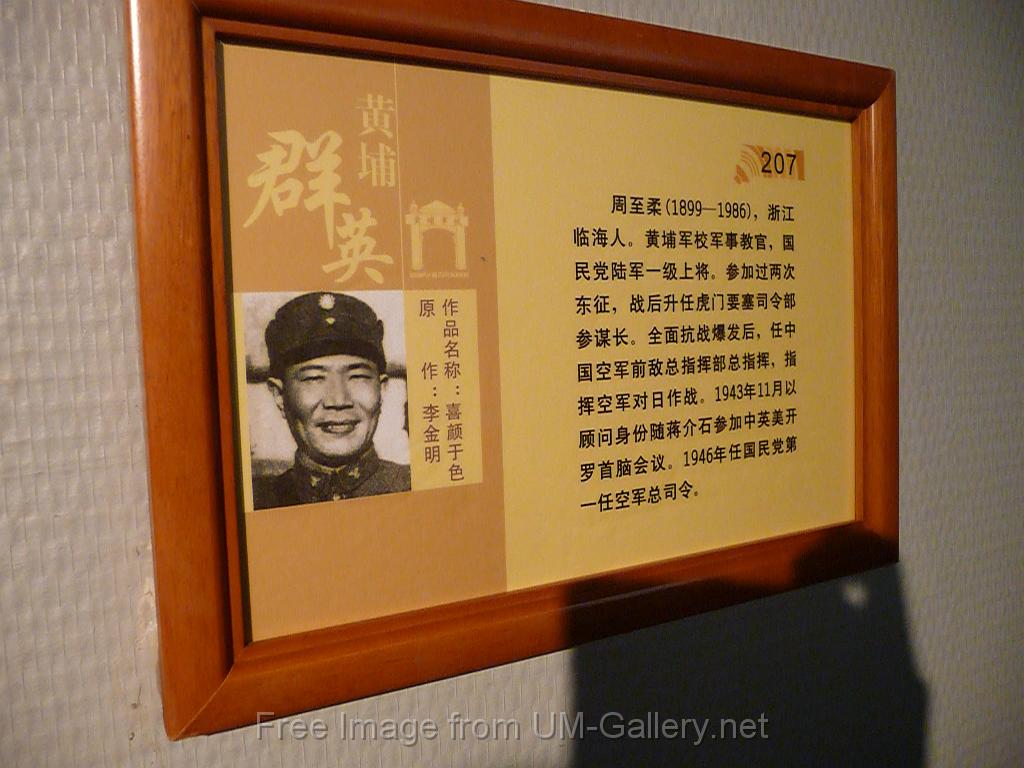 黄埔
群英
作品名称：喜颜于色
原 作：李金明
207
周至柔(1899—1986)，浙江
临海人。黄埔军校军事教官，国
民党陆军一级上将。参加过两次
东征，战后升任虎门要塞司令部
参谋长。全面抗战爆发后，任中
国空军前敌总指挥部总指挥，指
挥空军对日作战。1943年11月以
顾问身份随蒋介石参加中英美开
罗首脑会议。1946年任国民党第
一任空军总司令。
Free Image from UM-Gallery.net